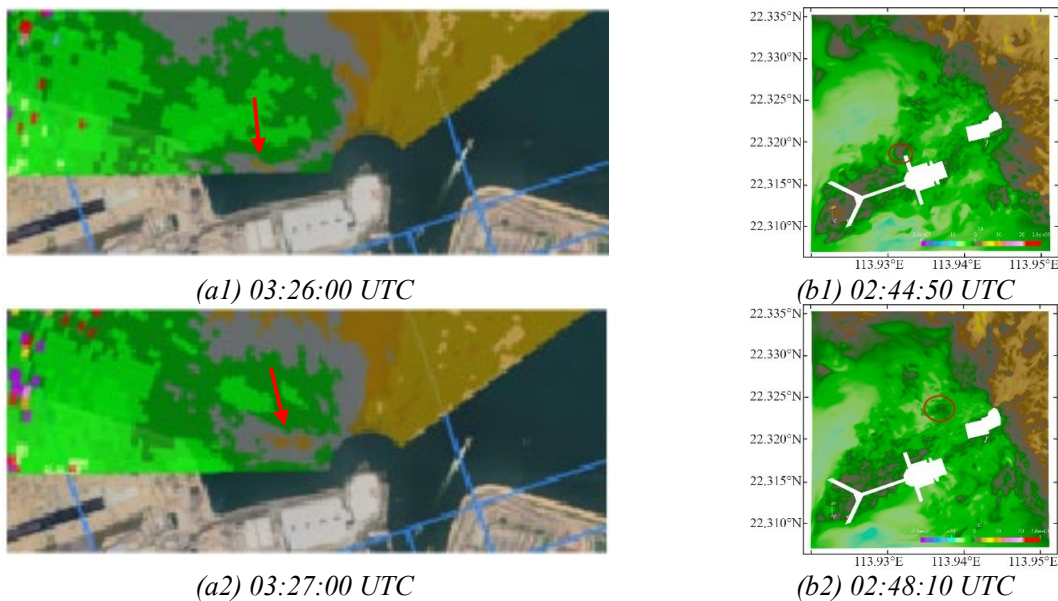 22.335°N
22.330°N
22.325°N
22.320°N
22.315°N
22.310°N
113.93°E 113.94°E 113.95°E
(a1) 03:26:00 UTC
(b1) 02:44:50 UTC
22.335°N
22.330°N
22.325°N
22.320°N
22.315°N
22.310°N
113.93°E 113.94°E 113.95°E
(a2) 03:27:00 UTC
(b2) 02:48:10 UTC